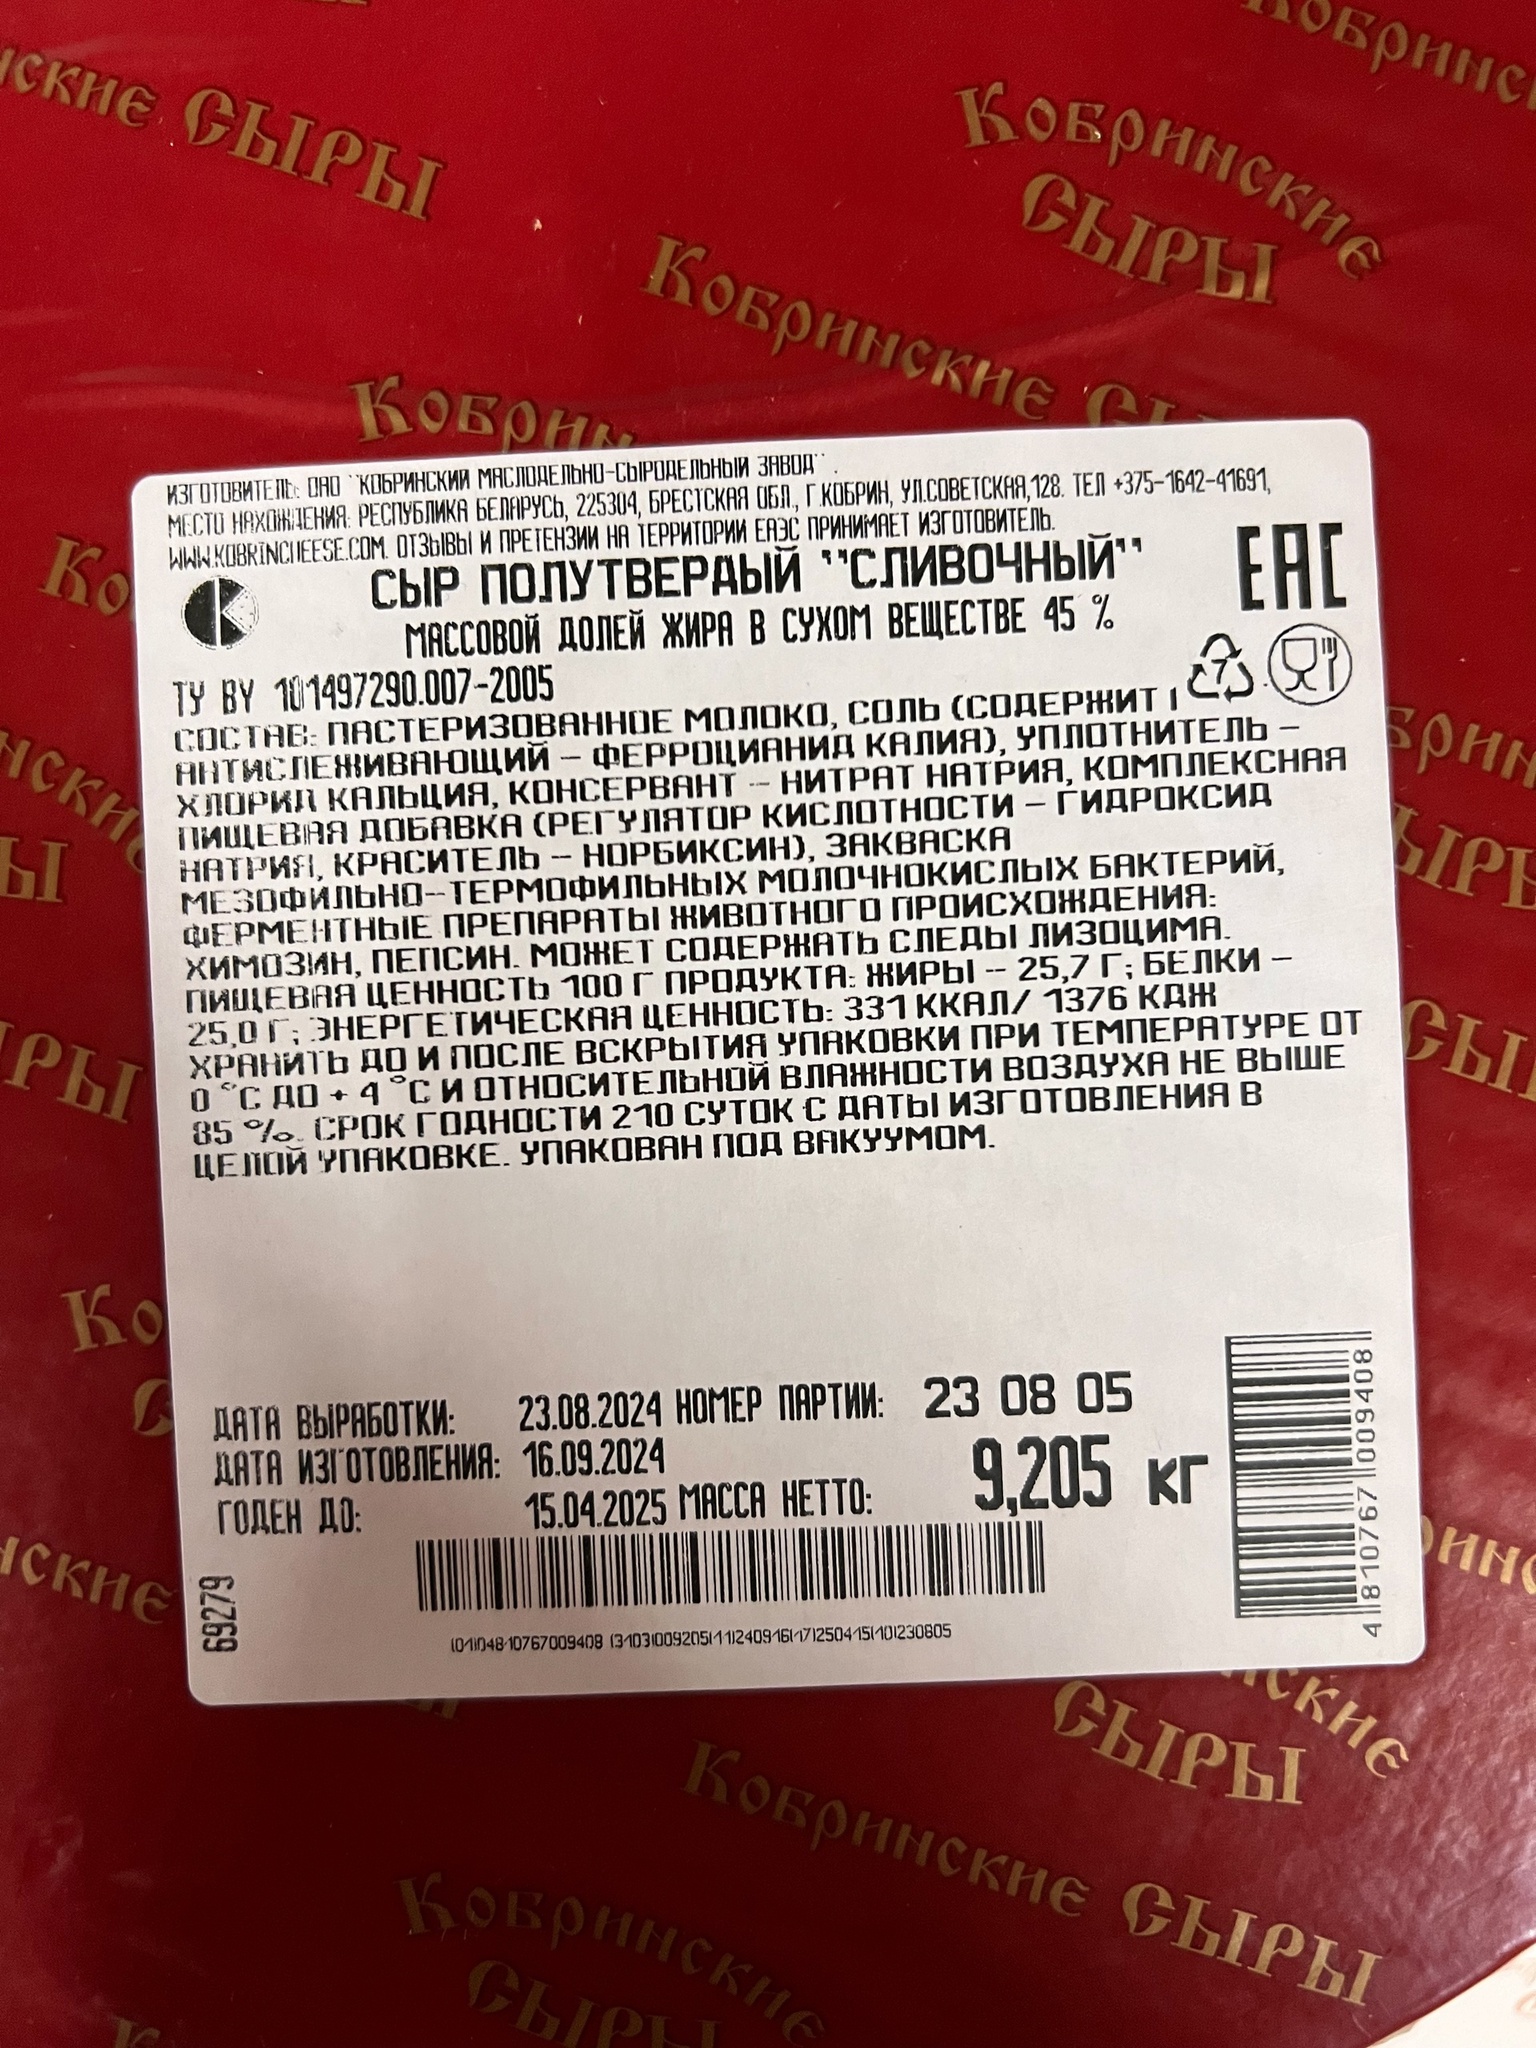 нские СЫРЫ
Кобринские
Кобринские
СЫРЫ
Кобринские СЫ
Кобрин
ИЗГОТОВИТЕЛЬ: ОАО "КОБРИНСКИЙ МАСЛОДЕЛЬНО-СЫРОДЕЛЬНЫЙ ЗАВОД".
МЕСТО НАХОЖДЕНИЯ: РЕСПУБЛИКА БЕЛАРУСЬ, 225304, БРЕСТСКАЯ ОБЛ., Г.КОБРИН, УЛ.СОВЕТСКАЯ,128. ТЕЛ +375-1642-41691,
WWW.KOBRINCHEESE.COM. ОТЗЫВЫ И ПРЕТЕНЗИИ НА ТЕРРИТОРИИ ЕАЭС ПРИНИМАЕТ ИЗГОТОВИТЕЛЬ.
СЫР ПОЛУТВЕРДЫЙ "СЛИВОЧНЫЙ"
МАССОВОЙ ДОЛЕЙ ЖИРА В СУХОМ ВЕЩЕСТВЕ 45 %
EAC
7
ТУ BY 101497290.007-2005
СОСТАВ: ПАСТЕРИЗОВАННОЕ МОЛОКО, СОЛЬ (СОДЕРЖИТ
АНТИСЛЕЖИВАЮЩИЙ – ФЕРРОЦИАНИД КАЛИЯ), УПЛОТНИТЕЛЬ –
ХЛОРИД КАЛЬЦИЯ, КОНСЕРВАНТ – НИТРАТ НАТРИЯ, КОМПЛЕКСНАЯ
ПИЩЕВАЯ ДОБАВКА (РЕГУЛЯТОР КИСЛОТНОСТИ – ГИДРОКСИД
НАТРИЯ, КРАСИТЕЛЬ – НОРБИКСИН), ЗАКВАСКА
МЕЗОФИЛЬНО-ТЕРМОФИЛЬНЫХ МОЛОЧНОКИСЛЫХ БАКТЕРИЙ,
ФЕРМЕНТНЫЕ ПРЕПАРАТЫ ЖИВОТНОГО ПРОИСХОЖДЕНИЯ:
ХИМОЗИН, ПЕПСИН. МОЖЕТ СОДЕРЖАТЬ СЛЕДЫ ЛИЗОЦИМА.
ПИЩЕВАЯ ЦЕННОСТЬ 100 Г ПРОДУКТА: ЖИРЫ – 25,7 Г; БЕЛКИ –
25,0 Г; ЭНЕРГЕТИЧЕСКАЯ ЦЕННОСТЬ: 331 ККАЛ/ 1376 КДЖ
ХРАНИТЬ ДО И ПОСЛЕ ВСКРЫТИЯ УПАКОВКИ ПРИ ТЕМПЕРАТУРЕ ОТ
0 °С ДО + 4 °С И ОТНОСИТЕЛЬНОЙ ВЛАЖНОСТИ ВОЗДУХА НЕ ВЫШЕ
85 %. СРОК ГОДНОСТИ 210 СУТОК С ДАТЫ ИЗГОТОВЛЕНИЯ В
ЦЕЛОЙ УПАКОВКЕ. УПАКОВАН ПОД ВАКУУМОМ.
ДАТА ВЫРАБОТКИ: 23.08.2024 НОМЕР ПАРТИИ: 23 08 05
ДАТА ИЗГОТОВЛЕНИЯ: 16.09.2024
ГОДЕН ДО: 15.04.2025 МАССА НЕТТО: 9,205 кг
69279
(01)04810767009408 (3103)009205(11)240916(17)250415(10)230805
4 810767 009408
нские
СЫРЫ
Кобринские СЫРЫ
Кобринские
СЫРЫ